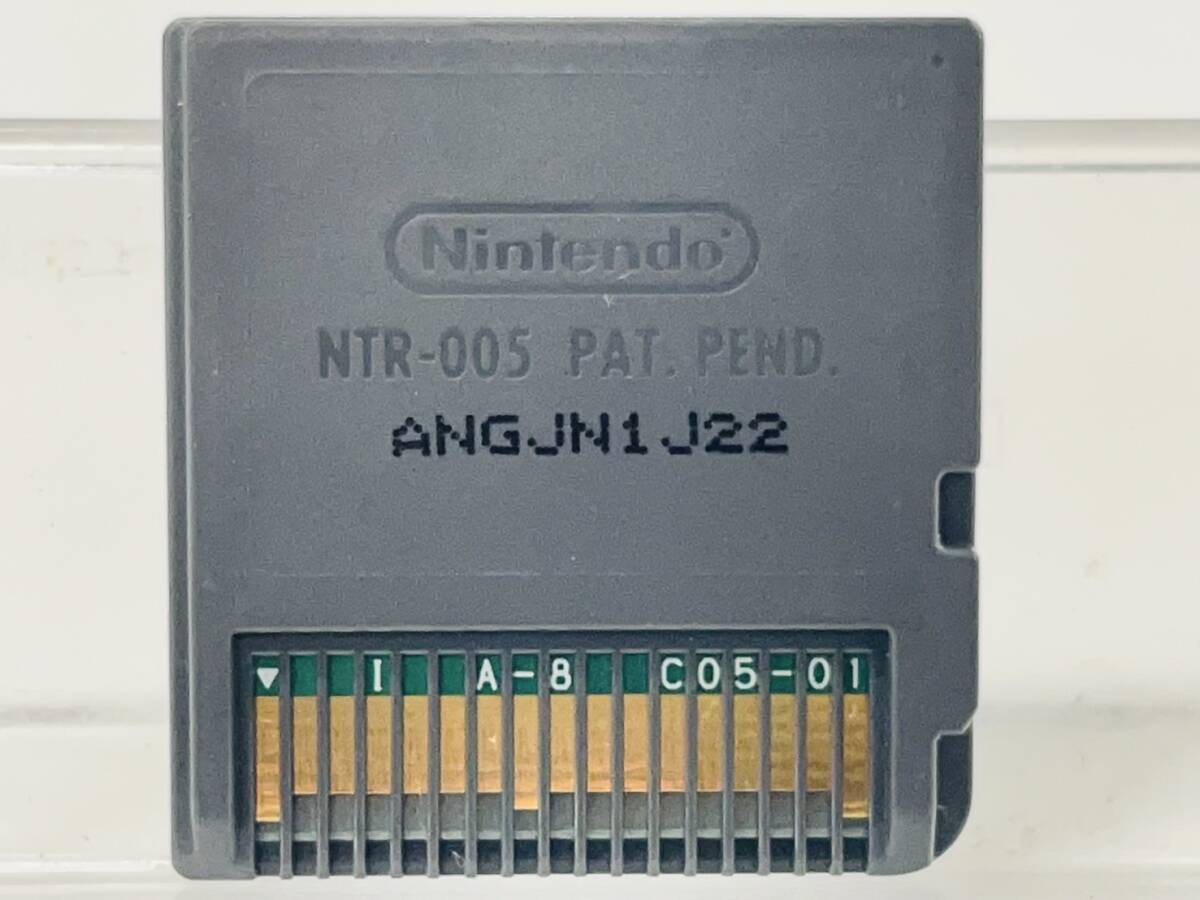 Nintendo
NTR-005 PAT. PEND.
ANGJN1J22
▼ I A-8 C05-01